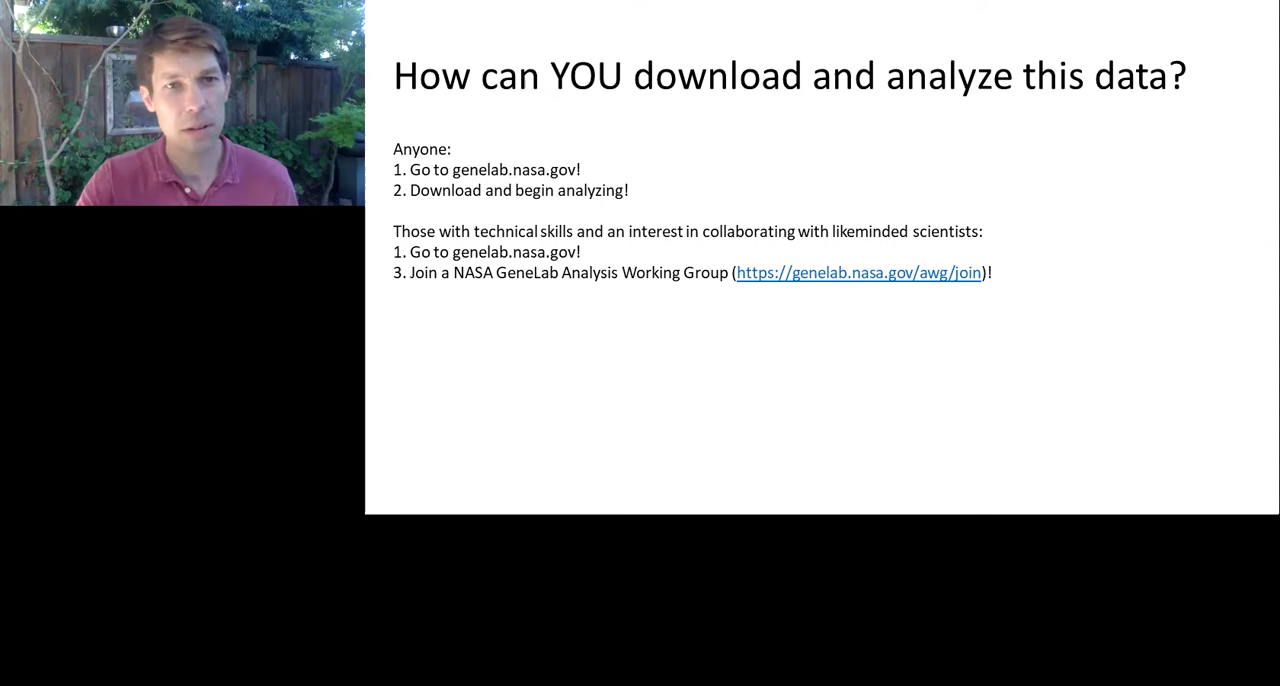 How can YOU download and analyze this data?
Anyone:
1. Go to genelab.nasa.gov!
2. Download and begin analyzing!
Those with technical skills and an interest in collaborating with likeminded scientists:
1. Go to genelab.nasa.gov!
3. Join a NASA GeneLab Analysis Working Group (https://genelab.nasa.gov/awg/join)!